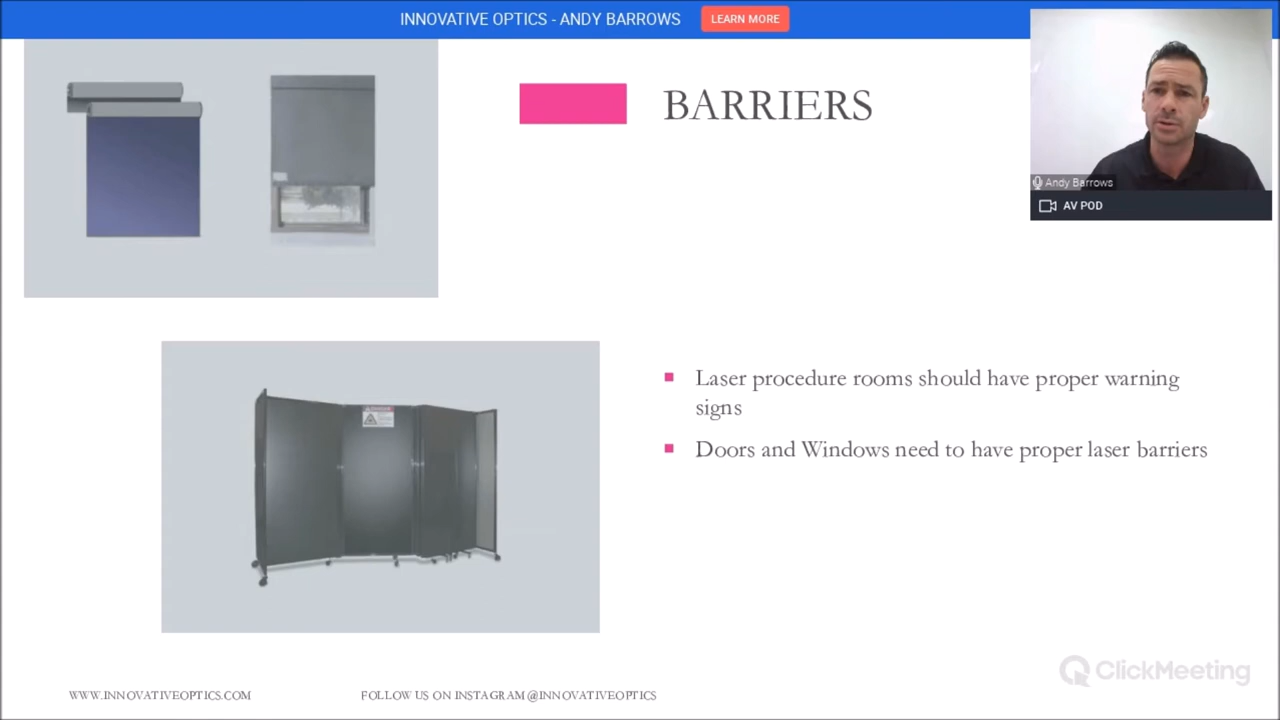 INNOVATIVE OPTICS - ANDY BARROWS
LEARN MORE
BARRIERS
Andy Barrows
AV POD
Laser procedure rooms should have proper warning
signs
Doors and Windows need to have proper laser barriers
WWW.INNOVATIVEOPTICS.COM
FOLLOW US ON INSTAGRAM @INNOVATIVEOPTICS
ClickMeeting